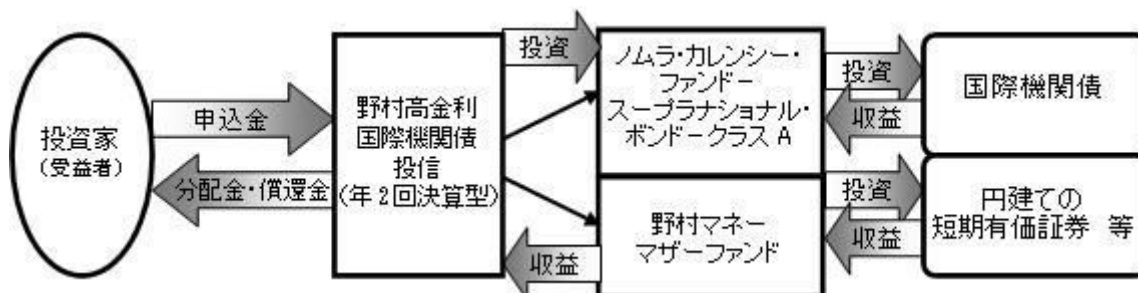 投資家
(受益者)
申込金
分配金・償還金
野村高金利
国際機関債
投信
(年2回決算型)
投資
収益
ノムラ・カレンシー・
ファンドー
スープラナショナル・
ボンドークラス A
野村マネー
マザーファンド
投資
収益
投資
収益
国際機関債
円建ての
短期有価証券 等